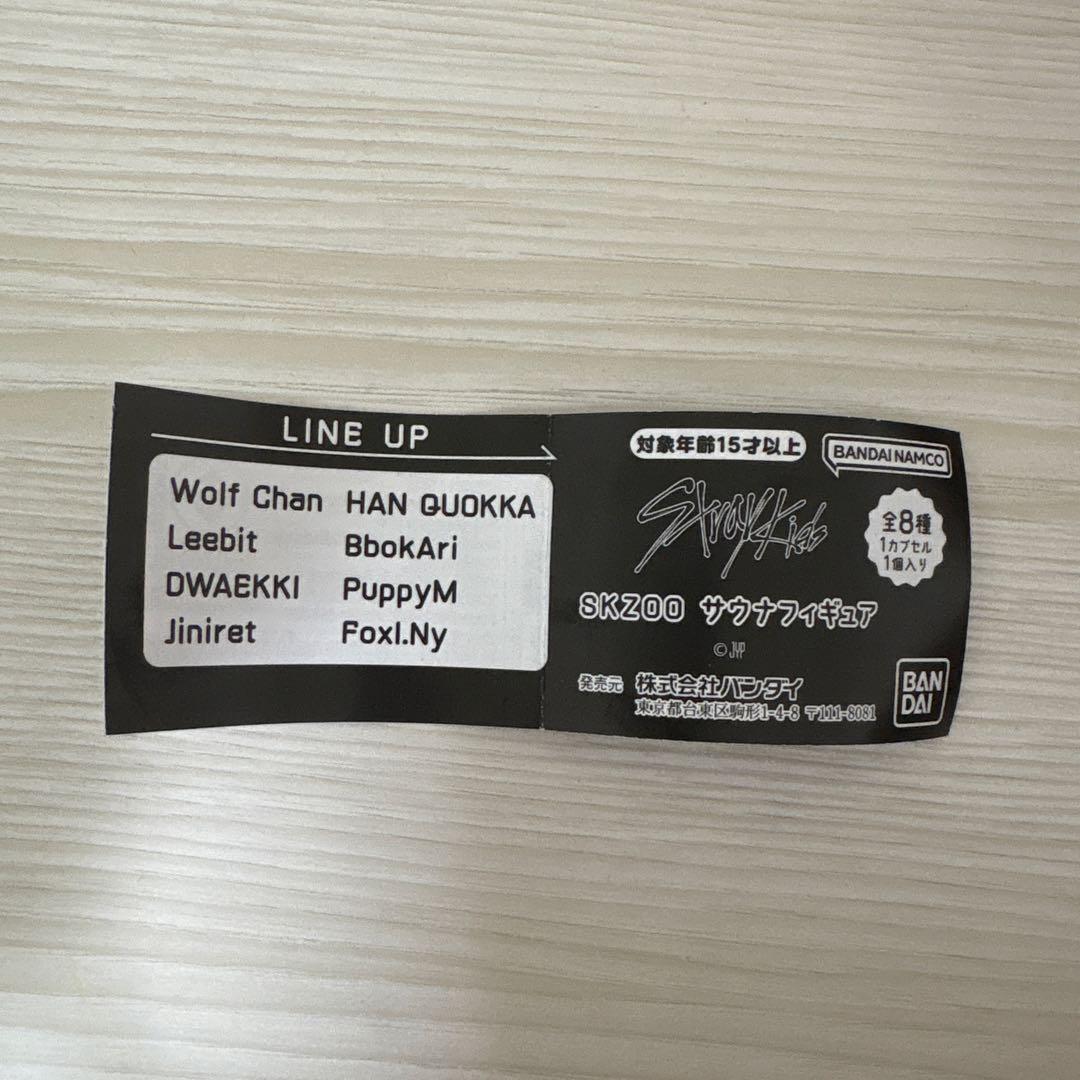 LINE UP
Wolf Chan HAN QUOKKA
Leebit BbokAri
DWAEKKI PuppyM
Jiniret FoxI.Ny
対象年齢15才以上
BANDAI NAMCO
Stray Kids
全8種
1カプセル
1個入り
SKZOO サウナフィギュア
© JYP
発売元 株式会社バンダイ
東京都台東区駒形1-4-8 〒111-8081
BAN
DAI